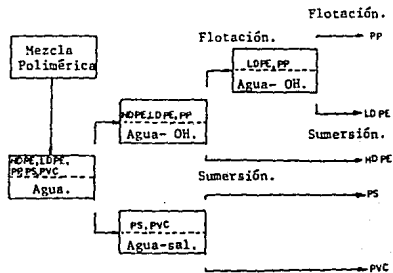 Flotación.
PP
Flotación.
Mezcla
Polimérica
LDPE,PP
Agua- OH.
LDPE
HDPE,LDPE,PP
Agua- OH.
Sumersión.
HDPE
HDPE,LDPE,
PP PS,PVC
Agua.
Sumersión.
PS
PS,PVC
Agua-sal.
PVC